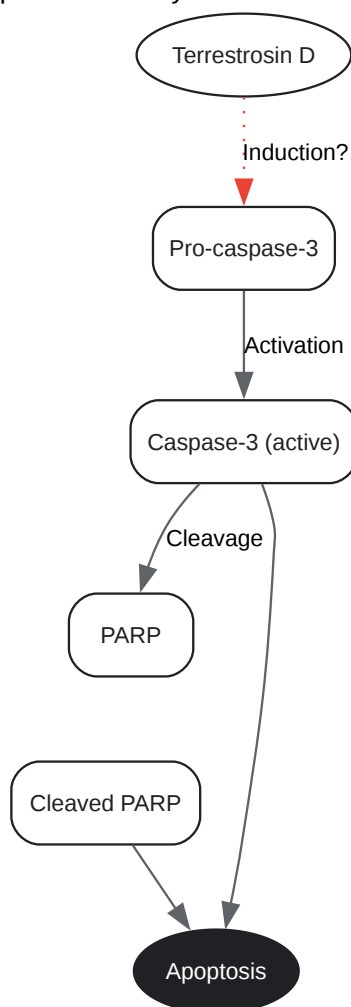 Terrestrosin D
Induction?
Pro-caspase-3
Activation
Caspase-3 (active)
Cleavage
PARP
Cleaved PARP
Apoptosis